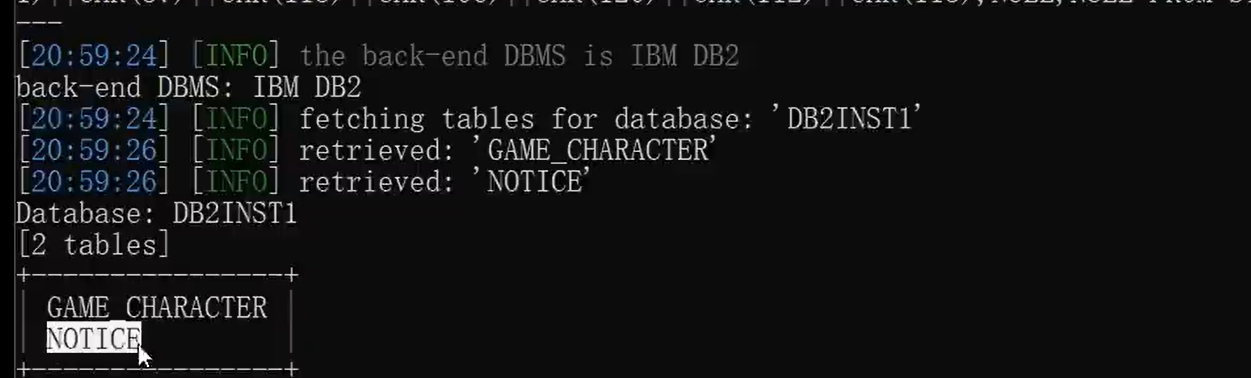 ---
[20:59:24] [INFO] the back-end DBMS is IBM DB2
back-end DBMS: IBM DB2
[20:59:24] [INFO] fetching tables for database: 'DB2INST1'
[20:59:26] [INFO] retrieved: 'GAME_CHARACTER'
[20:59:26] [INFO] retrieved: 'NOTICE'
Database: DB2INST1
[2 tables]
+----------------+
| GAME_CHARACTER |
| NOTICE         |
+----------------+